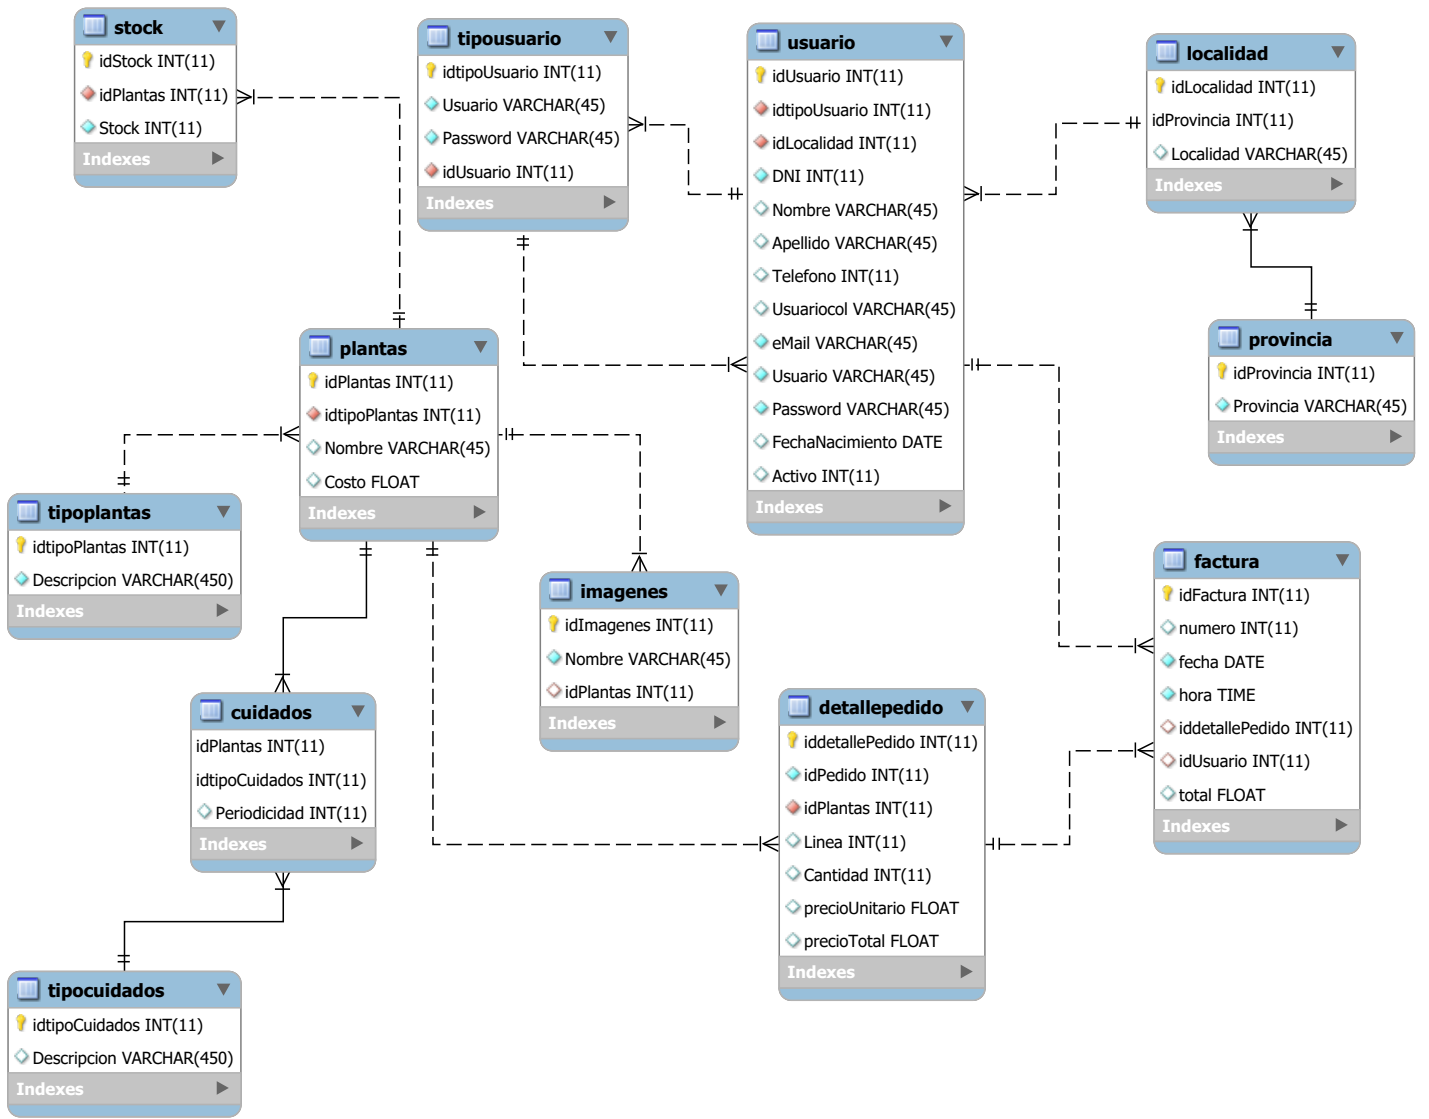 stock
idStock INT(11)
idPlantas INT(11)
Stock INT(11)
Indexes
tipousuario
idtipoUsuario INT(11)
Usuario VARCHAR(45)
Password VARCHAR(45)
idUsuario INT(11)
Indexes
usuario
idUsuario INT(11)
idtipoUsuario INT(11)
idLocalidad INT(11)
DNI INT(11)
Nombre VARCHAR(45)
Apellido VARCHAR(45)
Telefono INT(11)
Usuariocol VARCHAR(45)
eMail VARCHAR(45)
Usuario VARCHAR(45)
Password VARCHAR(45)
FechaNacimiento DATE
Activo INT(11)
Indexes
localidad
idLocalidad INT(11)
idProvincia INT(11)
Localidad VARCHAR(45)
Indexes
provincia
idProvincia INT(11)
Provincia VARCHAR(45)
Indexes
plantas
idPlantas INT(11)
idtipoPlantas INT(11)
Nombre VARCHAR(45)
Costo FLOAT
Indexes
tipoplantas
idtipoPlantas INT(11)
Descripcion VARCHAR(450)
Indexes
imagenes
idImagenes INT(11)
Nombre VARCHAR(45)
idPlantas INT(11)
Indexes
factura
idFactura INT(11)
numero INT(11)
fecha DATE
hora TIME
iddetallePedido INT(11)
idUsuario INT(11)
total FLOAT
Indexes
cuidados
idPlantas INT(11)
idtipoCuidados INT(11)
Periodicidad INT(11)
Indexes
detallepedido
iddetallePedido INT(11)
idPedido INT(11)
idPlantas INT(11)
Linea INT(11)
Cantidad INT(11)
precioUnitario FLOAT
precioTotal FLOAT
Indexes
tipocuidados
idtipoCuidados INT(11)
Descripcion VARCHAR(450)
Indexes